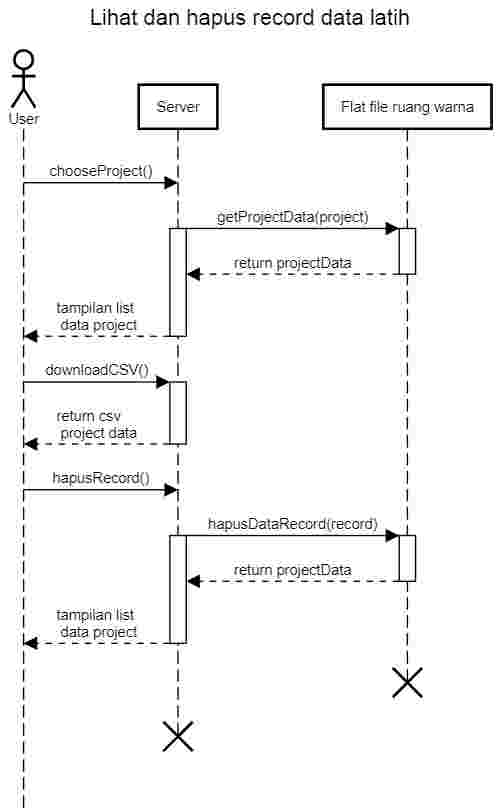 Lihat dan hapus record data latih
User
Server
Flat file ruang warna
chooseProject()
getProjectData(project)
return projectData
tampilan list
data project
downloadCSV()
return csv
project data
hapusRecord()
hapusDataRecord(record)
return projectData
tampilan list
data project